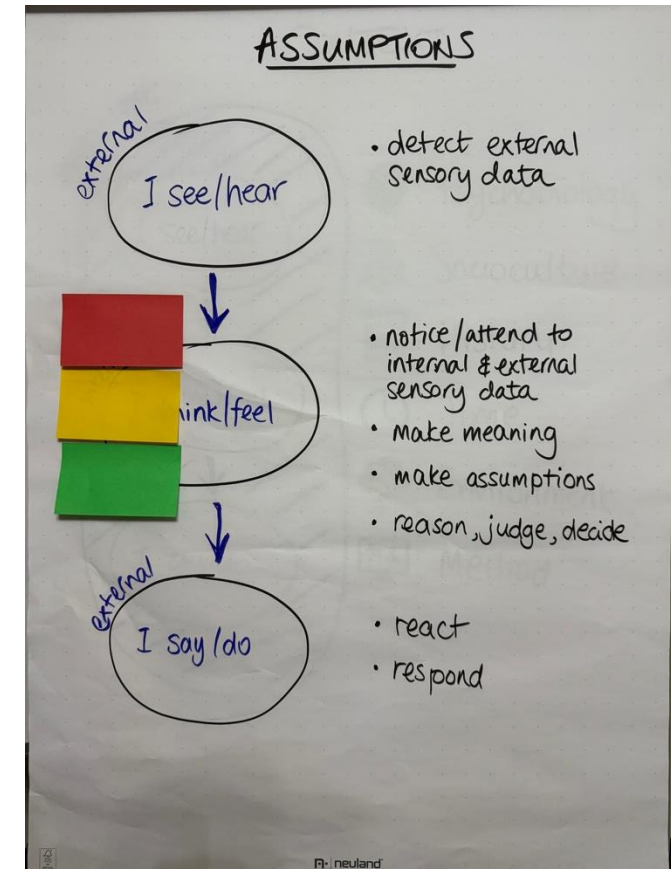 ASSUMPTIONS
external
I see/hear
• detect external
sensory data
ink/feel
• notice/attend to
internal & external
sensory data
• make meaning
• make assumptions
• reason, judge, decide
external
I say/do
• react
• respond
neuland